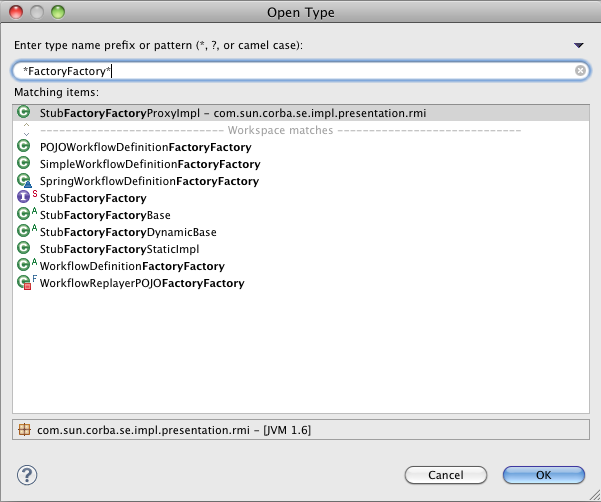 Open Type
Enter type name prefix or pattern (*, ?, or camel case):
*FactoryFactory*
Matching items:
C StubFactoryFactoryProxyImpl – com.sun.corba.se.impl.presentation.rmi
Workspace matches
C POJOWorkflowDefinitionFactoryFactory
C SimpleWorkflowDefinitionFactoryFactory
C SpringWorkflowDefinitionFactoryFactory
I S StubFactoryFactory
C A StubFactoryFactoryBase
C A StubFactoryFactoryDynamicBase
C StubFactoryFactoryStaticImpl
C A WorkflowDefinitionFactoryFactory
C F WorkflowReplayerPOJOFactoryFactory
com.sun.corba.se.impl.presentation.rmi – [JVM 1.6]
? Cancel OK